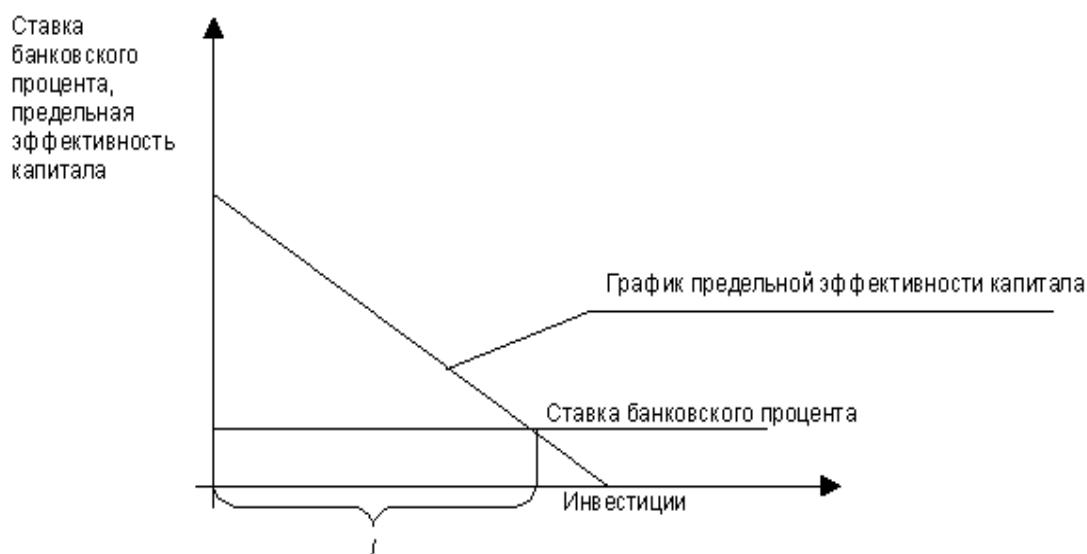 Ставка
банковского
процента,
предельная
эффективность
капитала
График предельной эффективности капитала
Ставка банковского процента
Инвестиции